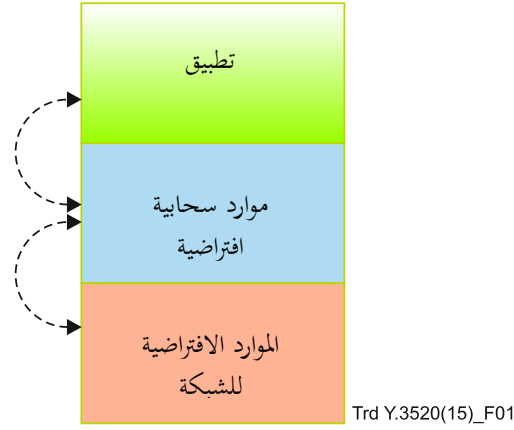 تطبيق
موارد سحابية
افتراضية
الموارد الافتراضية
للشبكة
Trd Y.3520(15)_F01